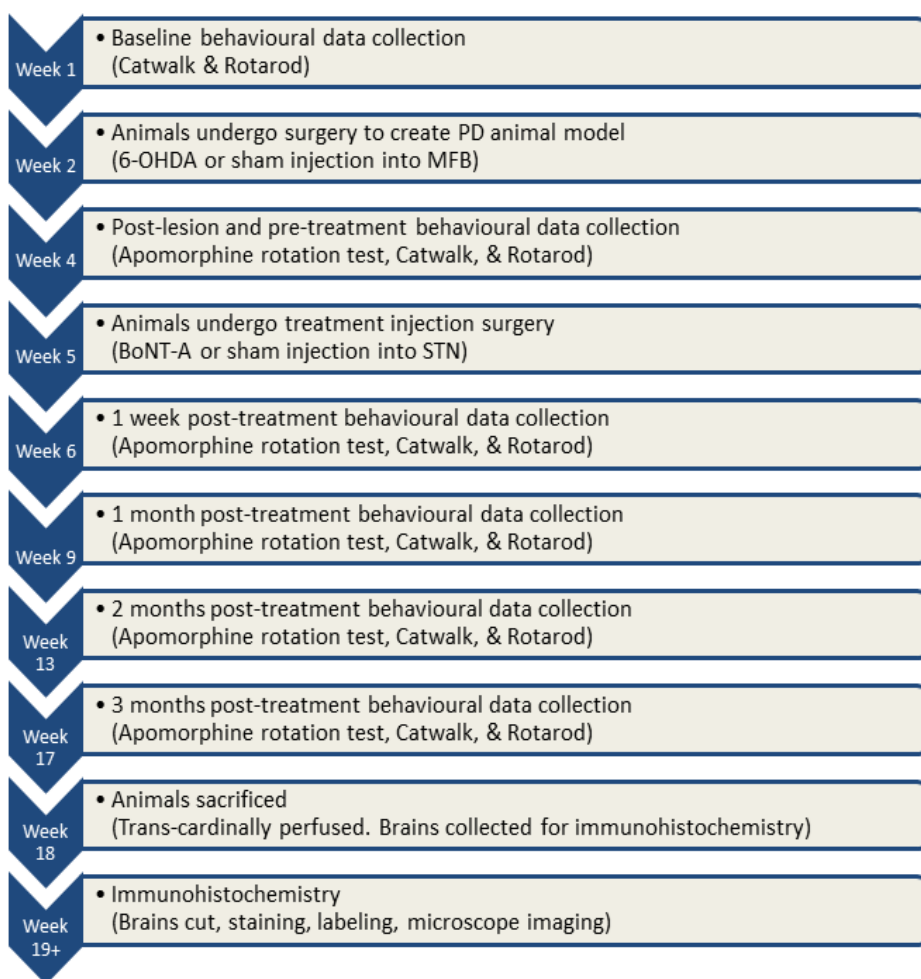 Week 1
• Baseline behavioural data collection
(Catwalk & Rotarod)
Week 2
• Animals undergo surgery to create PD animal model
(6-OHDA or sham injection into MFB)
Week 4
• Post-lesion and pre-treatment behavioural data collection
(Apomorphine rotation test, Catwalk, & Rotarod)
Week 5
• Animals undergo treatment injection surgery
(BoNT-A or sham injection into STN)
Week 6
• 1 week post-treatment behavioural data collection
(Apomorphine rotation test, Catwalk, & Rotarod)
Week 9
• 1 month post-treatment behavioural data collection
(Apomorphine rotation test, Catwalk, & Rotarod)
Week
13
• 2 months post-treatment behavioural data collection
(Apomorphine rotation test, Catwalk, & Rotarod)
Week
17
• 3 months post-treatment behavioural data collection
(Apomorphine rotation test, Catwalk, & Rotarod)
Week
18
• Animals sacrificed
(Trans-cardinally perfused. Brains collected for immunohistochemistry)
Week
19+
• Immunohistochemistry
(Brains cut, staining, labeling, microscope imaging)